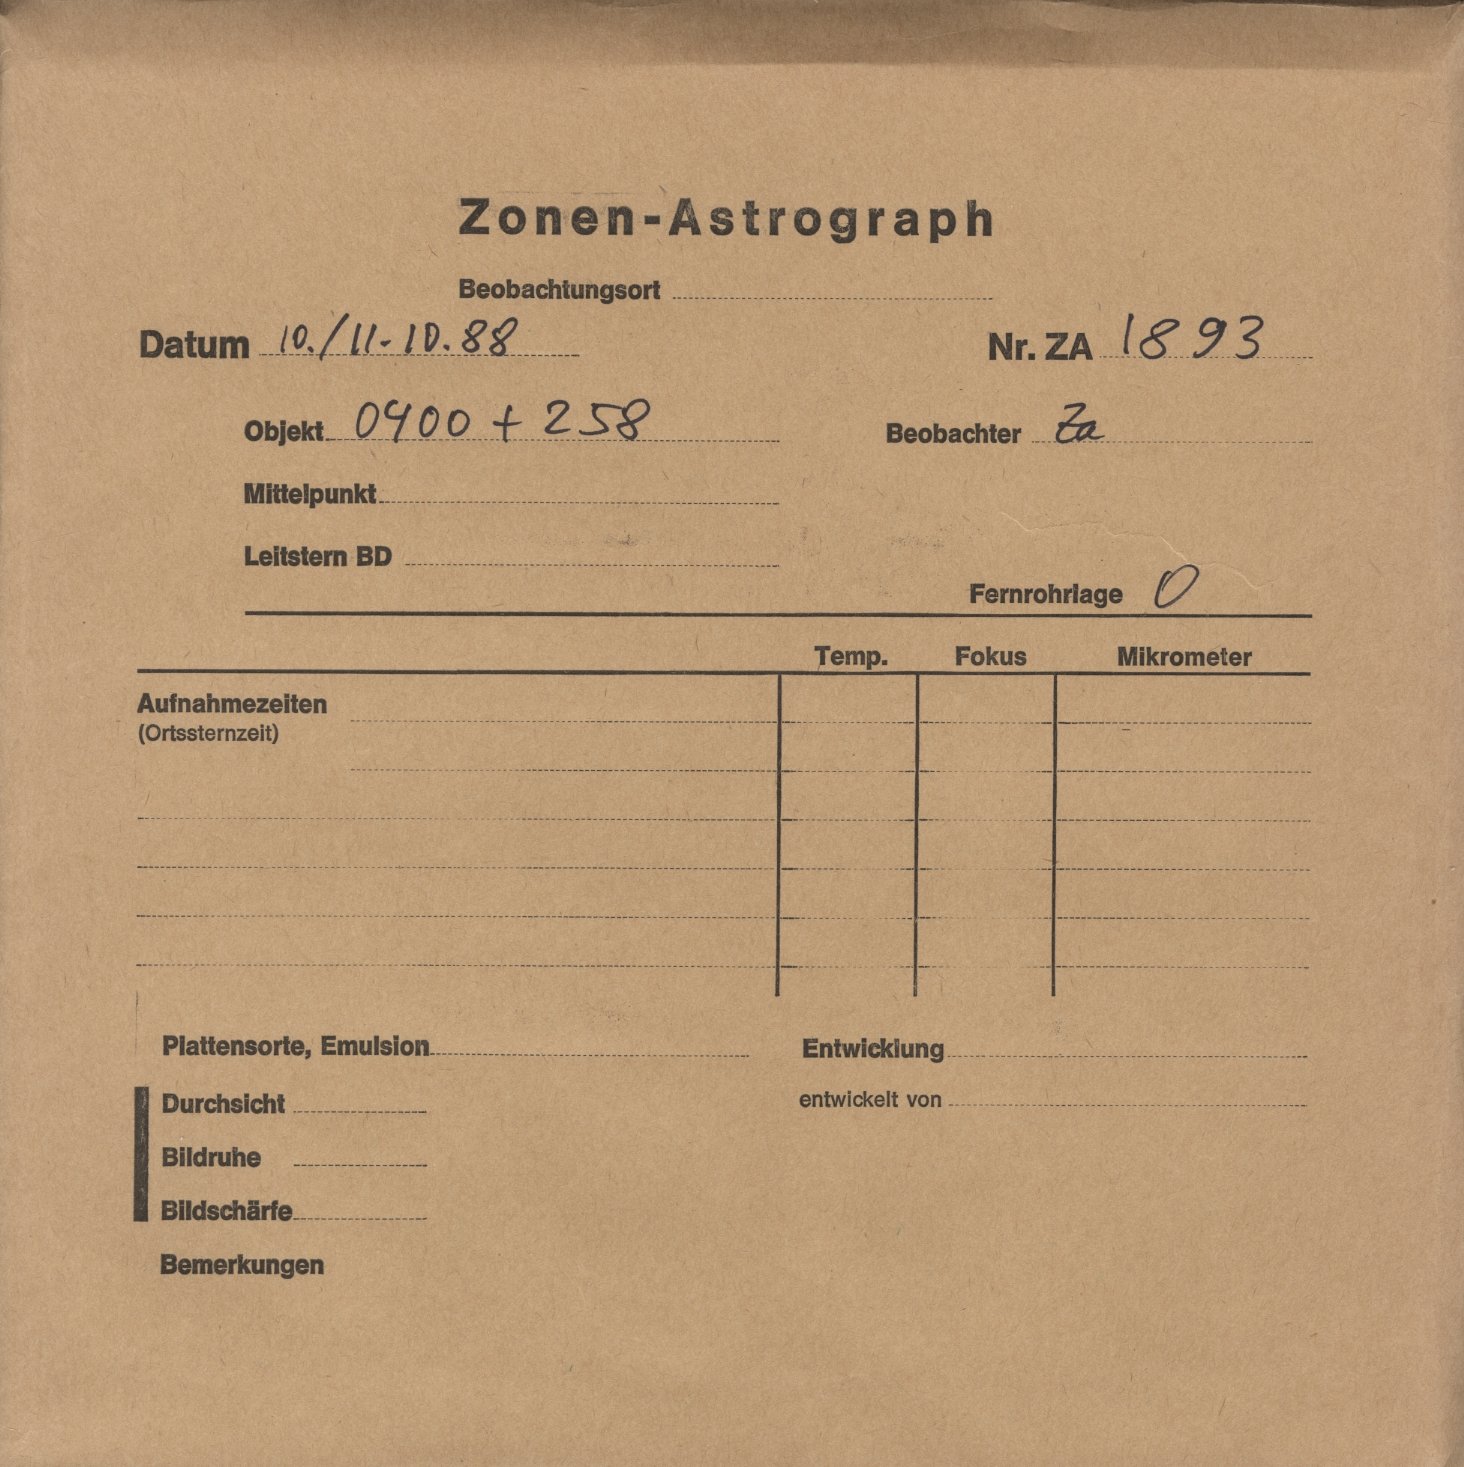 Zonen-Astrograph
Beobachtungsort
Datum 10./11.10.88 Nr. ZA 1893
Objekt 0400 + 258 Beobachter Za
Mittelpunkt
Leitstern BD
Fernrohrlage O
Temp. Fokus Mikrometer
Aufnahmezeiten
(Ortssternzeit)
Plattensorte, Emulsion Entwicklung
Durchsicht entwickelt von
Bildruhe
Bildschärfe
Bemerkungen